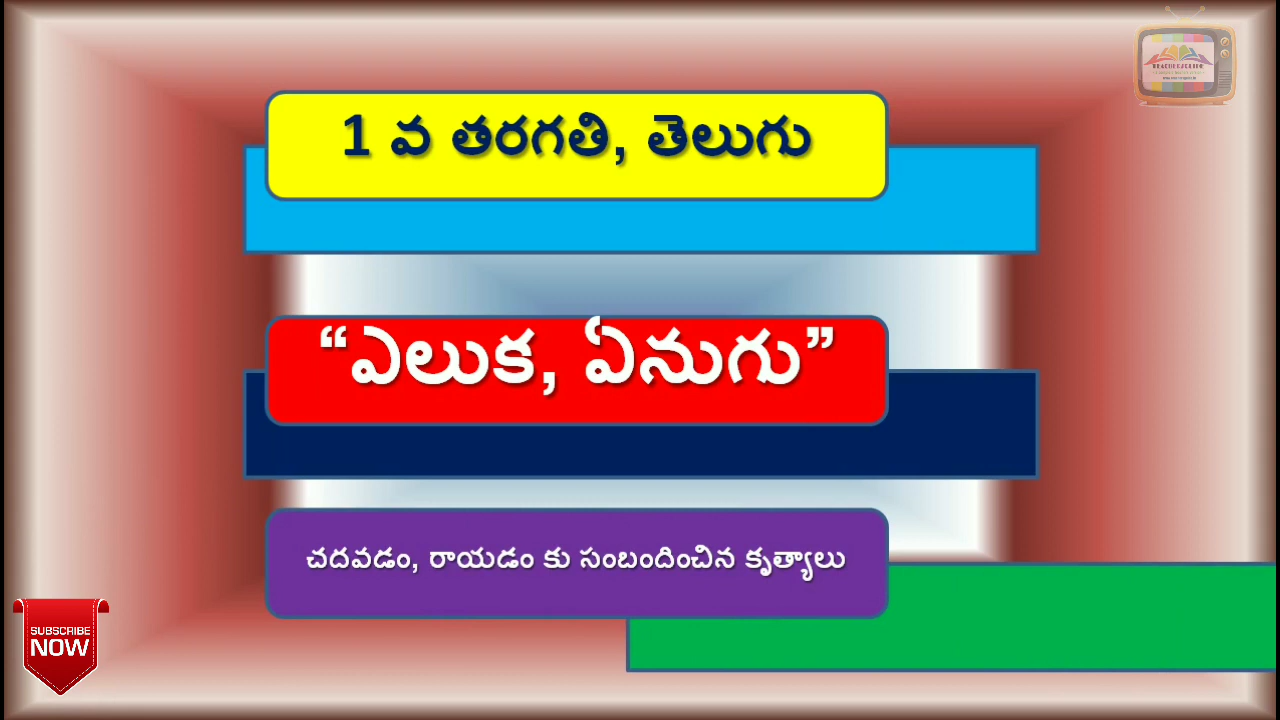 1 వ తరగతి, తెలుగు
“ఎలుక, ఏనుగు”
చదవడం, రాయడం కు సంబందించిన కృత్యాలు
SUBSCRIBE
NOW